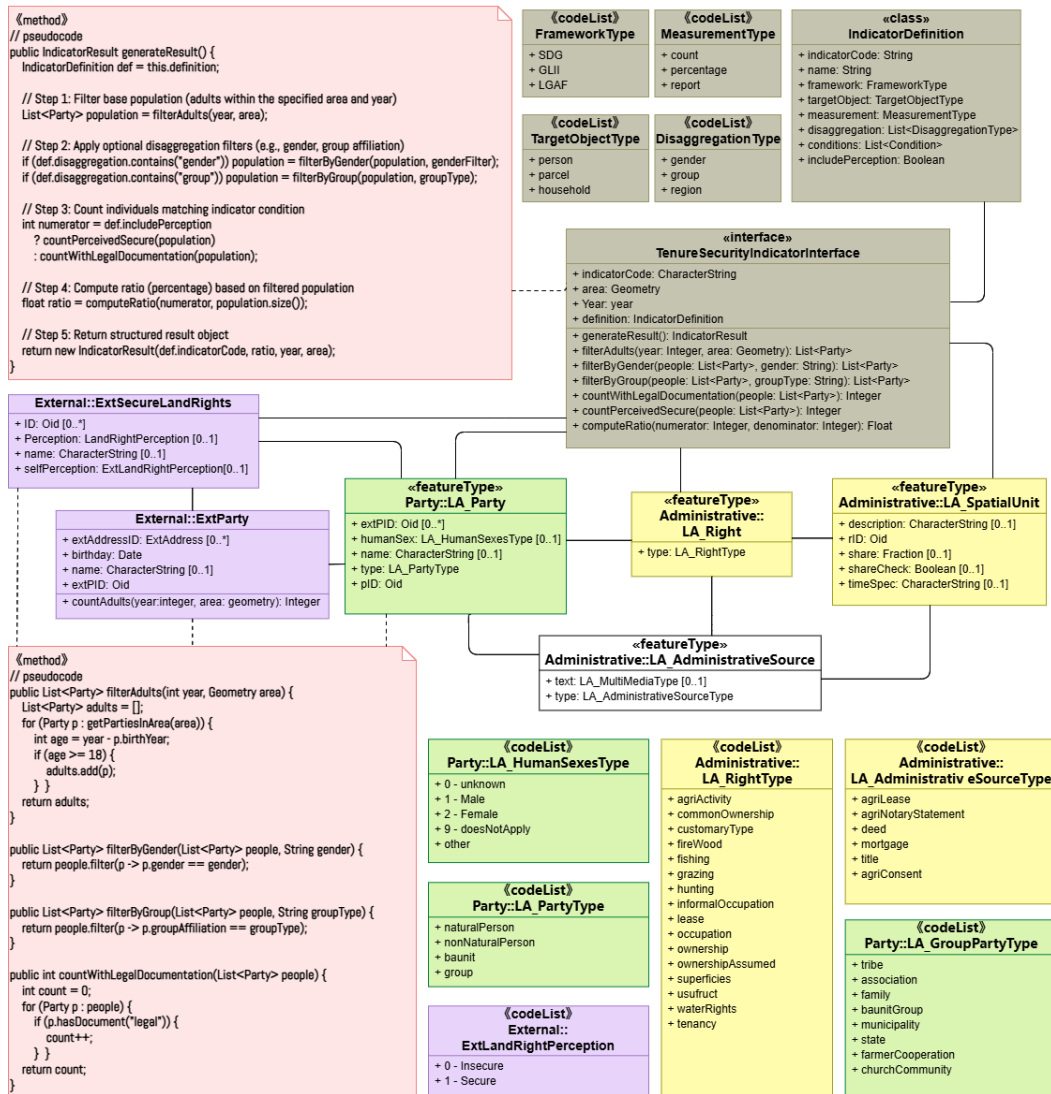 《method》
// pseudocode
public IndicatorResult generateResult() {
IndicatorDefinition def = this.definition;
// Step 1: Filter base population (adults within the specified area and year)
List<Party> population = filterAdults(year, area);
// Step 2: Apply optional disaggregation filters (e.g., gender, group affiliation)
if (def.disaggregation.contains("gender")) population = filterByGender(population, genderFilter);
if (def.disaggregation.contains("group")) population = filterByGroup(population, groupType);
// Step 3: Count individuals matching indicator condition
int numerator = def.includePerception
? countPerceivedSecure(population)
: countWithLegalDocumentation(population);
// Step 4: Compute ratio (percentage) based on filtered population
float ratio = computeRatio(numerator, population.size());
// Step 5: Return structured result object
return new IndicatorResult(def.indicatorCode, ratio, year, area);
}
《codeList》
FrameworkType
+ SDG
+ GLII
+ LGAF
《codeList》
MeasurementType
+ count
+ percentage
+ report
«class»
IndicatorDefinition
+ indicatorCode: String
+ name: String
+ framework: FrameworkType
+ targetObject: TargetObjectType
+ measurement: MeasurementType
+ disaggregation: List<DisaggregationType>
+ conditions: List<Condition>
+ includePerception: Boolean
《codeList》
TargetObjectType
+ person
+ parcel
+ household
《codeList》
DisaggregationType
+ gender
+ group
+ region
«interface»
TenureSecurityIndicatorInterface
+ indicatorCode: CharacterString
+ area: Geometry
+ Year: year
+ definition: IndicatorDefinition
+ generateResult(): IndicatorResult
+ filterAdults(year: Integer, area: Geometry): List<Party>
+ filterByGender(people: List<Party>, gender: String): List<Party>
+ filterByGroup(people: List<Party>, groupType: String): List<Party>
+ countWithLegalDocumentation(people: List<Party>): Integer
+ countPerceivedSecure(people: List<Party>): Integer
+ computeRatio(numerator: Integer, denominator: Integer): Float
External::ExtSecureLandRights
+ ID: Oid [0..*]
+ Perception: LandRightPerception [0..1]
+ name: CharacterString [0..1]
+ selfPerception: ExtLandRightPerception[0..1]
External::ExtParty
+ extAddressID: ExtAddress [0..*]
+ birthday: Date
+ name: CharacterString [0..1]
+ extPID: Oid
+ countAdults(year:integer, area: geometry): Integer
«featureType»
Party::LA_Party
+ extPID: Oid [0..*]
+ humanSex: LA_HumanSexesType [0..1]
+ name: CharacterString [0..1]
+ type: LA_PartyType
+ pID: Oid
«featureType»
Administrative::
LA_Right
+ type: LA_RightType
«featureType»
Administrative::LA_SpatialUnit
+ description: CharacterString [0..1]
+ rID: Oid
+ share: Fraction [0..1]
+ shareCheck: Boolean [0..1]
+ timeSpec: CharacterString [0..1]
«featureType»
Administrative::LA_AdministrativeSource
+ text: LA_MultiMediaType [0..1]
+ type: LA_AdministrativeSourceType
《method》
// pseudocode
public List<Party> filterAdults(int year, Geometry area) {
List<Party> adults = [];
for (Party p : getPartiesInArea(area)) {
int age = year - p.birthYear;
if (age >= 18) {
adults.add(p);
} }
return adults;
}
public List<Party> filterByGender(List<Party> people, String gender) {
return people.filter(p -> p.gender == gender);
}
public List<Party> filterByGroup(List<Party> people, String groupType) {
return people.filter(p -> p.groupAffiliation == groupType);
}
public int countWithLegalDocumentation(List<Party> people) {
int count = 0;
for (Party p : people) {
if (p.hasDocument("legal")) {
count++;
} }
return count;
}
《codeList》
Party::LA_HumanSexesType
+ 0 - unknown
+ 1 - Male
+ 2 - Female
+ 9 - doesNotApply
+ other
《codeList》
Party::LA_PartyType
+ naturalPerson
+ nonNaturalPerson
+ baunit
+ group
《codeList》
External::
ExtLandRightPerception
+ 0 - Insecure
+ 1 - Secure
《codeList》
Administrative::
LA_RightType
+ agriActivity
+ commonOwnership
+ customaryType
+ fireWood
+ fishing
+ grazing
+ hunting
+ informalOccupation
+ lease
+ occupation
+ ownership
+ ownershipAssumed
+ superficies
+ usufruct
+ waterRights
+ tenancy
《codeList》
Administrative::
LA_Administrativ eSourceType
+ agriLease
+ agriNotaryStatement
+ deed
+ mortgage
+ title
+ agriConsent
《codeList》
Party::LA_GroupPartyType
+ tribe
+ association
+ family
+ baunitGroup
+ municipality
+ state
+ farmerCooperation
+ churchCommunity